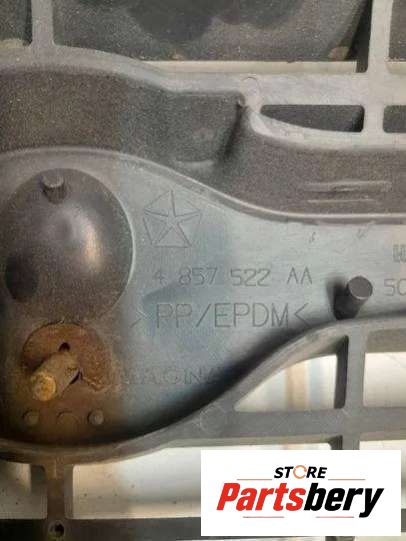 4 857 522 AA
>PP/EPDM<
STORE
Partsbery